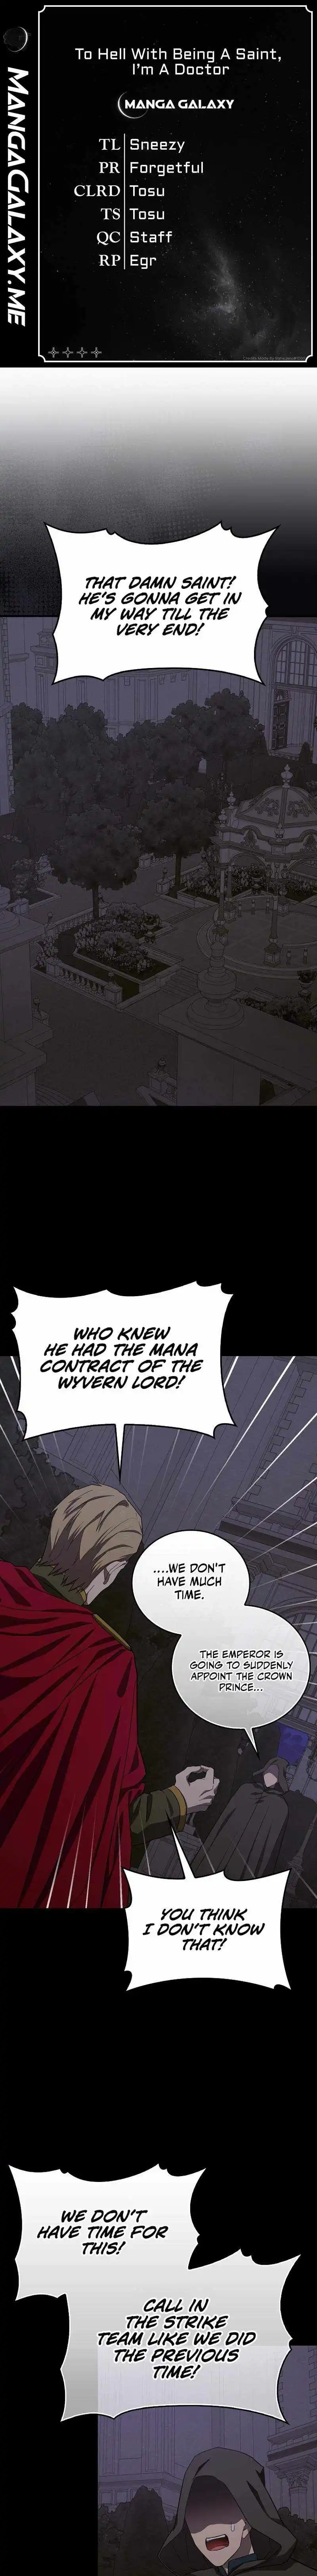 To Hell With Being A Saint,
I'm A Doctor
MANGA GALAXY
TL Sneezy
PR Forgetful
CLRD Tosu
TS Tosu
QC Staff
RP Egr
MANGAGALAXY.ME
THAT DAMN SAINT!
HE'S GONNA GET IN
MY WAY TILL THE
VERY END!
WHO KNEW
HE HAD THE MANA
CONTRACT OF THE
WYVERN LORD!
....WE DON'T
HAVE MUCH
TIME.
THE EMPEROR IS
GOING TO SUDDENLY
APPOINT THE CROWN
PRINCE...
YOU THINK
I DON'T KNOW
THAT!
WE DON'T
HAVE TIME FOR
THIS!
CALL IN
THE STRIKE
TEAM LIKE WE DID
THE PREVIOUS
TIME!